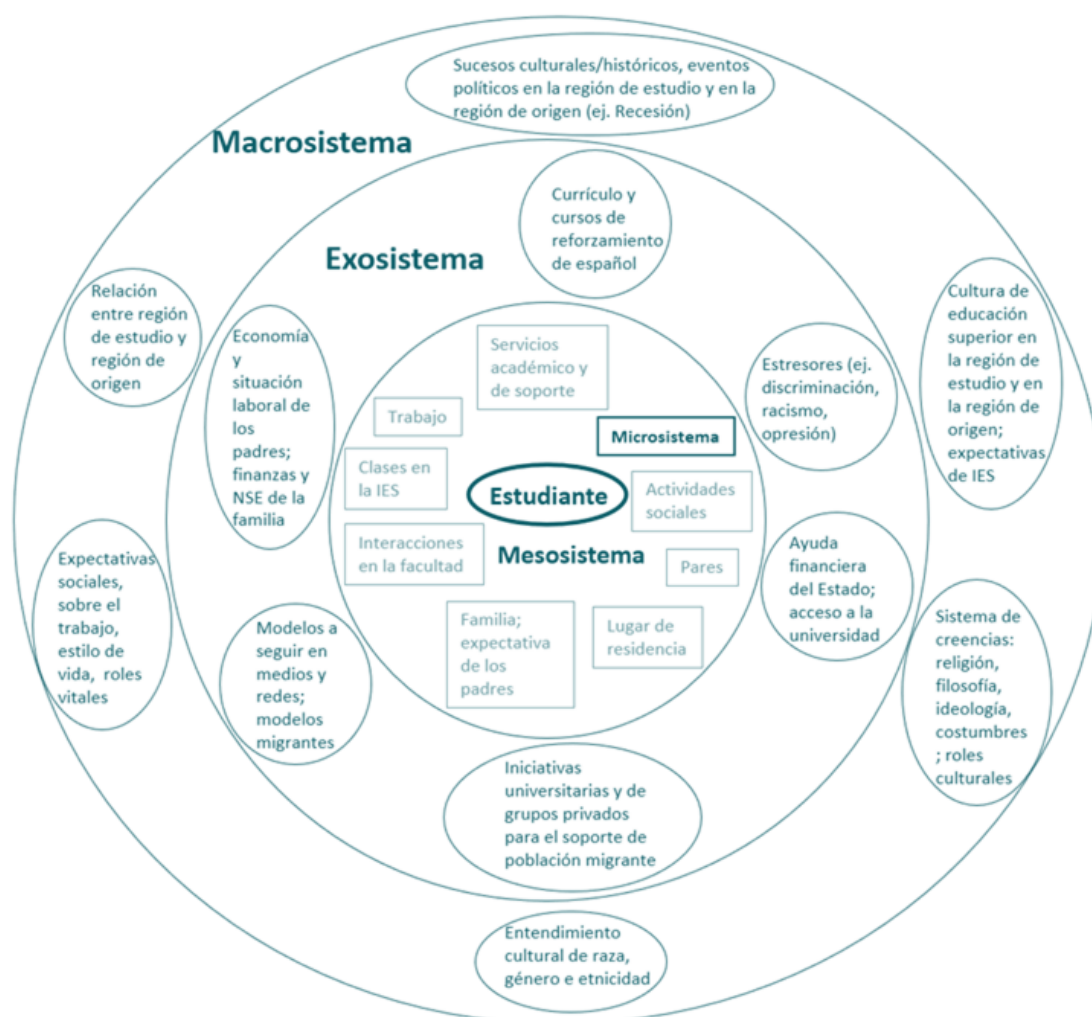 Sucesos culturales/históricos, eventos
políticos en la región de estudio y en la
región de origen (ej. Recesión)
Macrosistema
Currículo y
cursos de
reforzamiento
de español
Exosistema
Relación
entre región
de estudio y
región de
origen
Economía
y
situación
laboral de
los
padres;
finanzas y
NSE de la
familia
Servicios
académico y
de soporte
Estresores (ej.
discriminación,
racismo,
opresión)
Cultura de
educación
superior en
la región de
estudio y en
la región de
origen;
expectativas
de IES
Trabajo
Microsistema
Clases en
la IES
Estudiante
Actividades
sociales
Interacciones
en la facultad
Mesosistema
Pares
Ayuda
financiera
del Estado;
acceso a la
universidad
Expectativas
sociales,
sobre el
trabajo,
estilo de
vida, roles
vitales
Modelos a
seguir en
medios y
redes;
modelos
migrantes
Familia;
expectativa
de los
padres
Lugar de
residencia
Sistema de
creencias:
religión,
filosofía,
ideología,
costumbres
; roles
culturales
Iniciativas
universitarias y de
grupos privados
para el soporte de
población migrante
Entendimiento
cultural de raza,
género e etnicidad